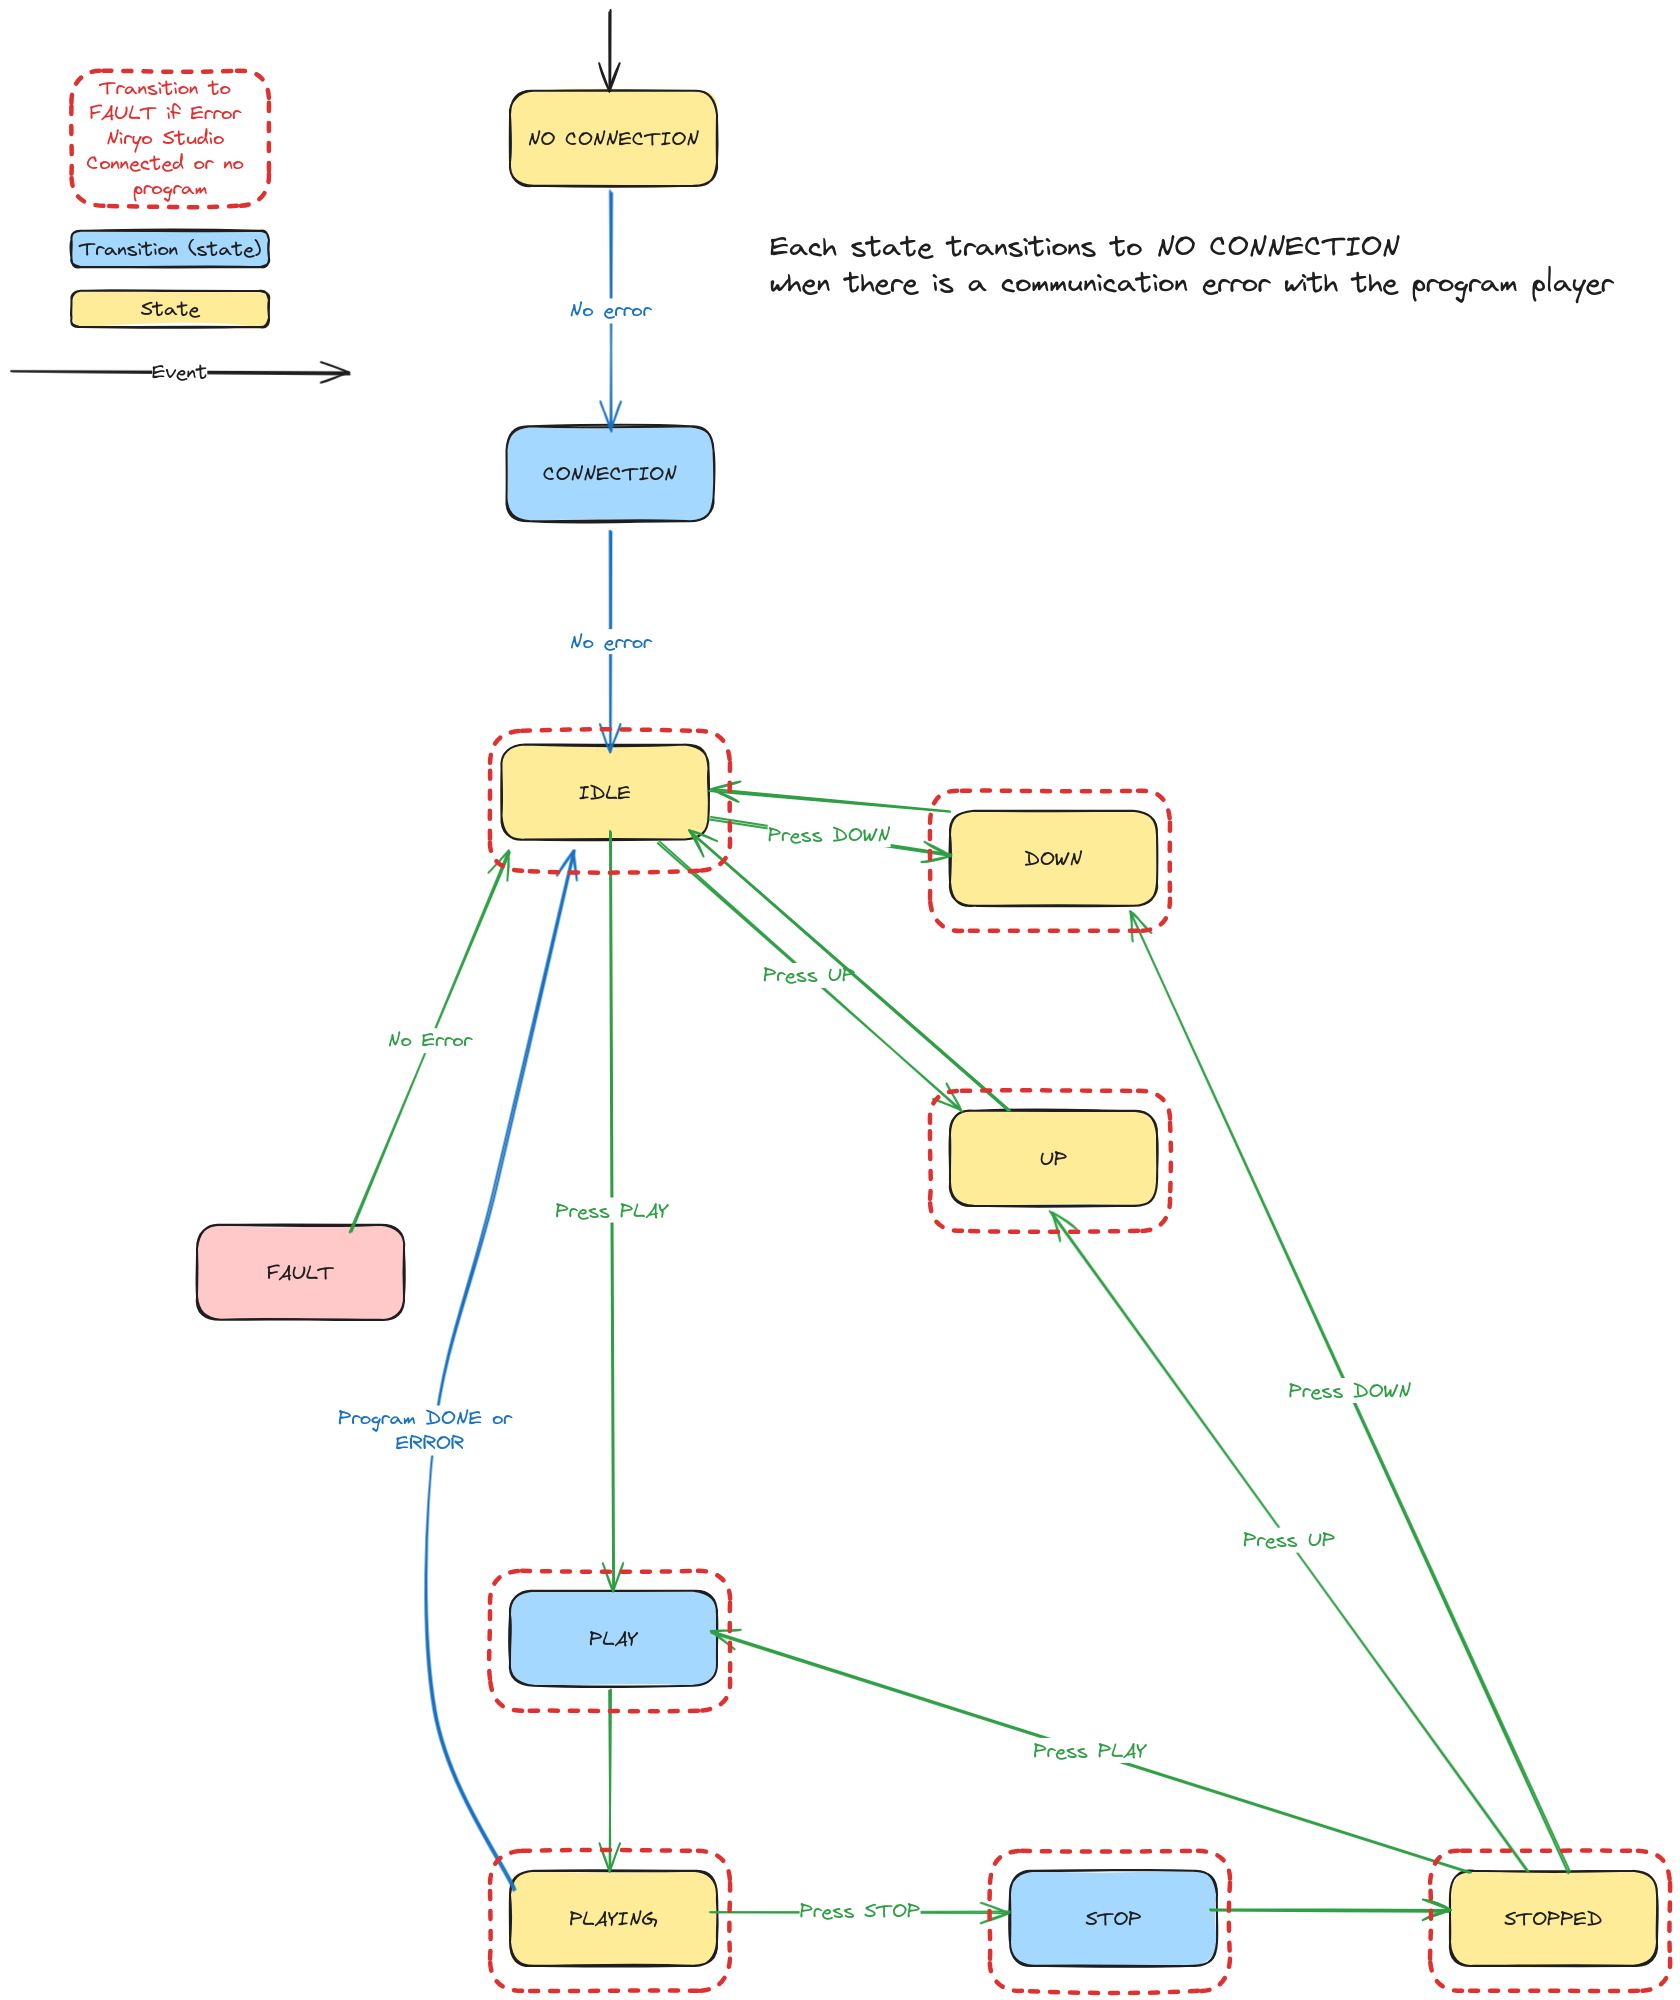 Transition to
FAULT if Error
Niryo Studio
Connected or no
program
Transition (state)
State
Event
NO CONNECTION
Each state transitions to NO CONNECTION
when there is a communication error with the program player
No error
CONNECTION
No error
IDLE
Press DOWN
DOWN
Press UP
No Error
UP
Press PLAY
FAULT
Press DOWN
Program DONE or
ERROR
Press UP
PLAY
Press PLAY
PLAYING
Press STOP
STOP
STOPPED